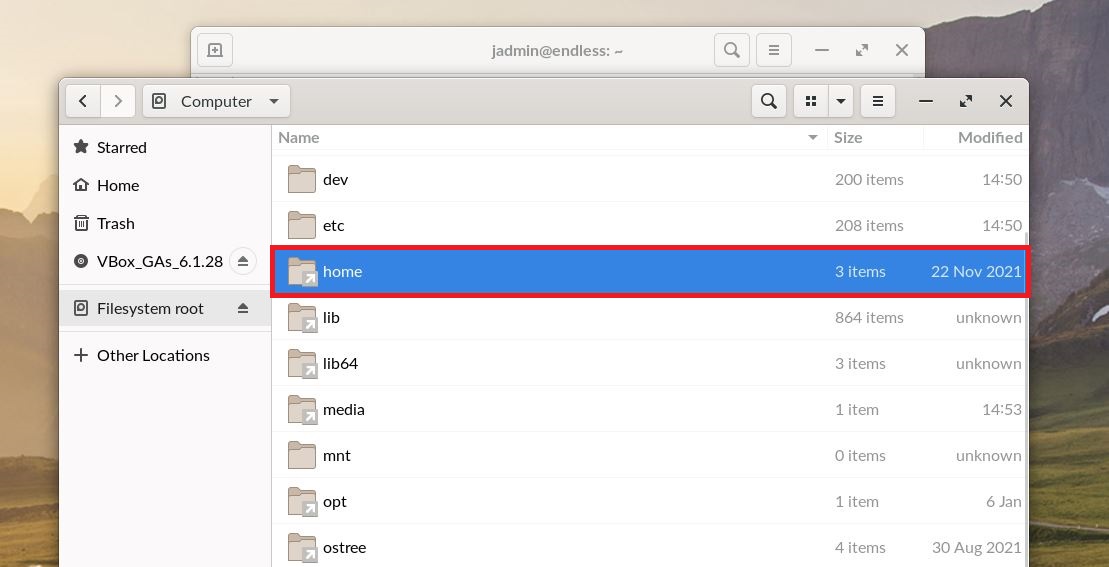 jadmin@endless: ~
Computer
Name Size Modified
Starred
Home
Trash
VBox_GAs_6.1.28
Filesystem root
Other Locations
dev 200 items 14:50
etc 208 items 14:50
home 3 items 22 Nov 2021
lib 864 items unknown
lib64 3 items unknown
media 1 item 14:53
mnt 0 items unknown
opt 1 item 6 Jan
ostree 4 items 30 Aug 2021